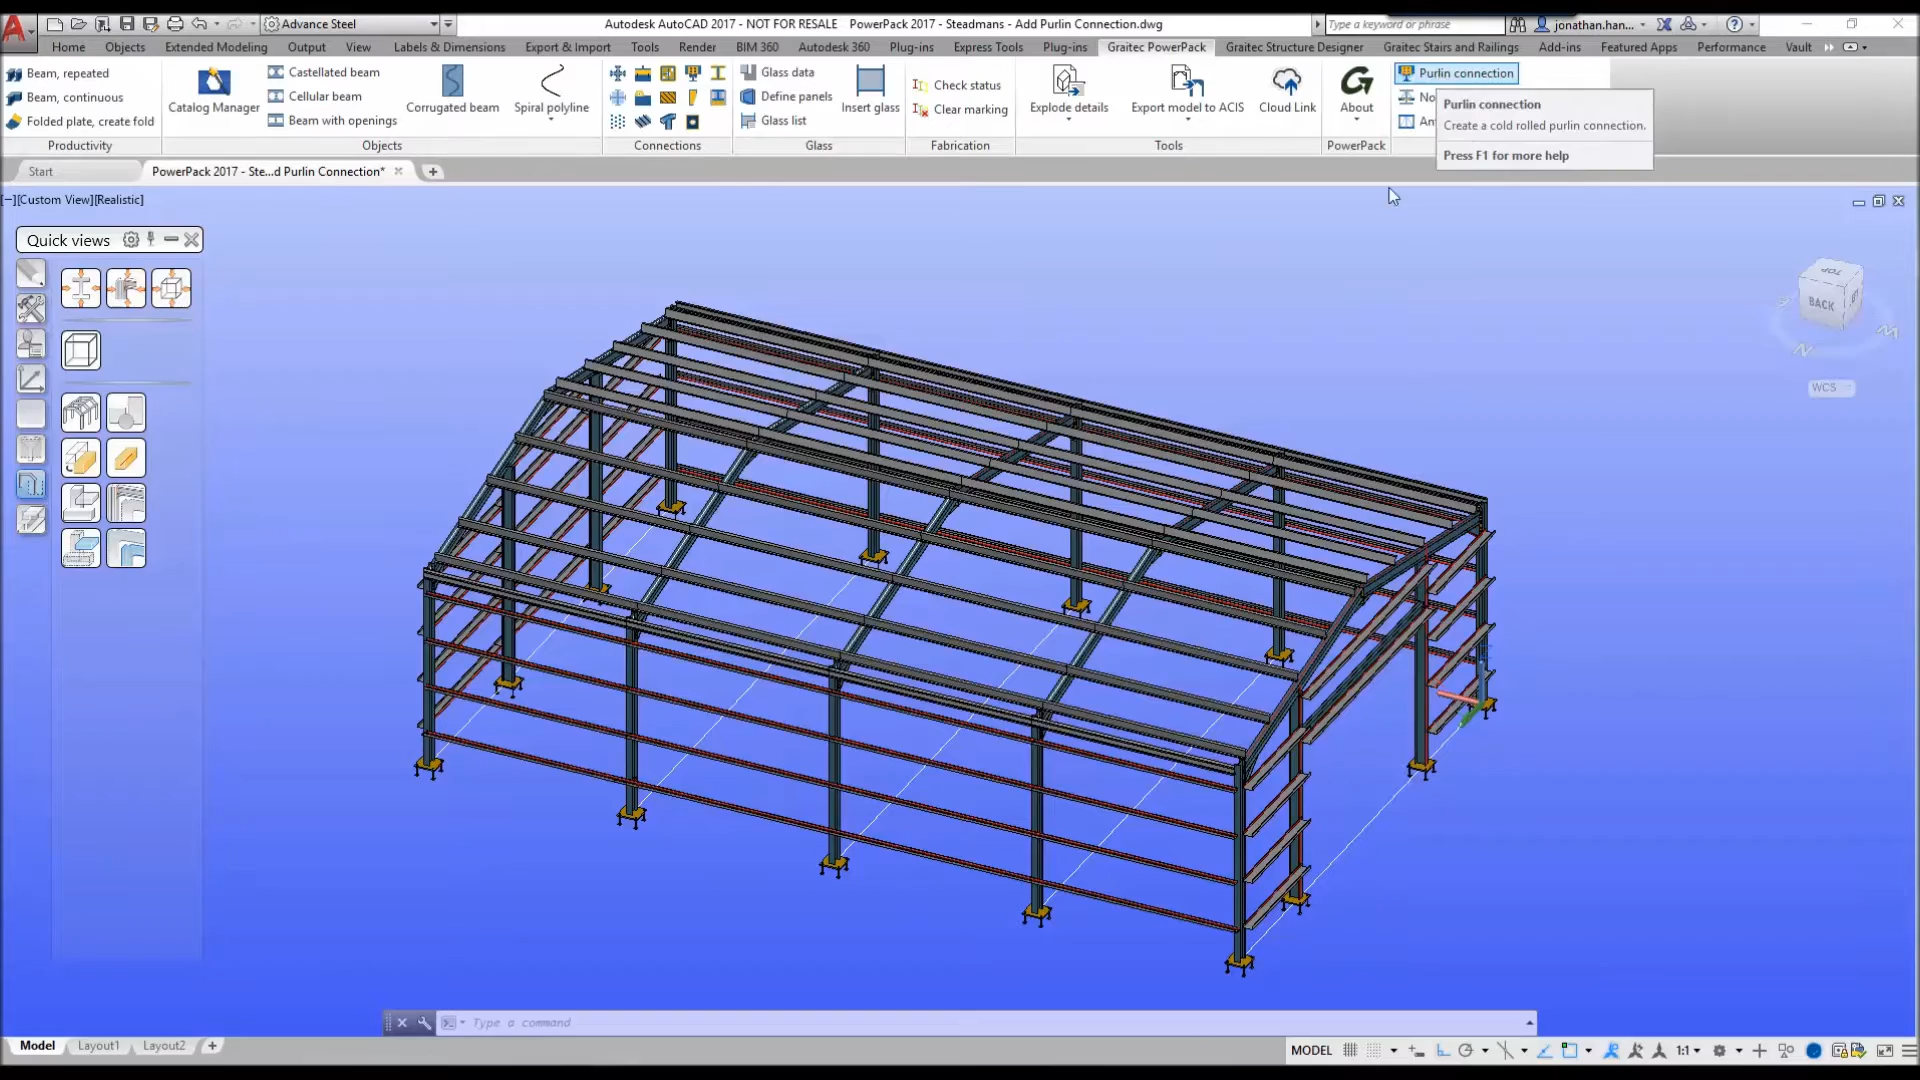 Advance Steel
Autodesk AutoCAD 2017 - NOT FOR RESALE PowerPack 2017 - Steadmans - Add Purlin Connection.dwg
Type a keyword or phrase
jonathan.han...
Home Objects Extended Modeling Output View Labels & Dimensions Export & Import Tools Render BIM 360 Autodesk 360 Plug-ins Express Tools Plug-ins Graitec PowerPack Graitec Structure Designer Graitec Stairs and Railings Add-ins Featured Apps Performance Vault
Beam, repeated
Beam, continuous
Folded plate, create fold
Productivity
Catalog Manager
Castellated beam
Cellular beam
Beam with openings
Corrugated beam
Spiral polyline
Objects
Connections
Glass data
Define panels
Glass list
Insert glass
Glass
Check status
Clear marking
Fabrication
Explode details
Export model to ACIS
Cloud Link
Tools
About
PowerPack
Purlin connection
No
An
Purlin connection
Create a cold rolled purlin connection.
Press F1 for more help
Start
PowerPack 2017 - Ste...d Purlin Connection*
[−][Custom View][Realistic]
Quick views
TOP
BACK
WCS
Type a command
Model Layout1 Layout2
MODEL
1:1